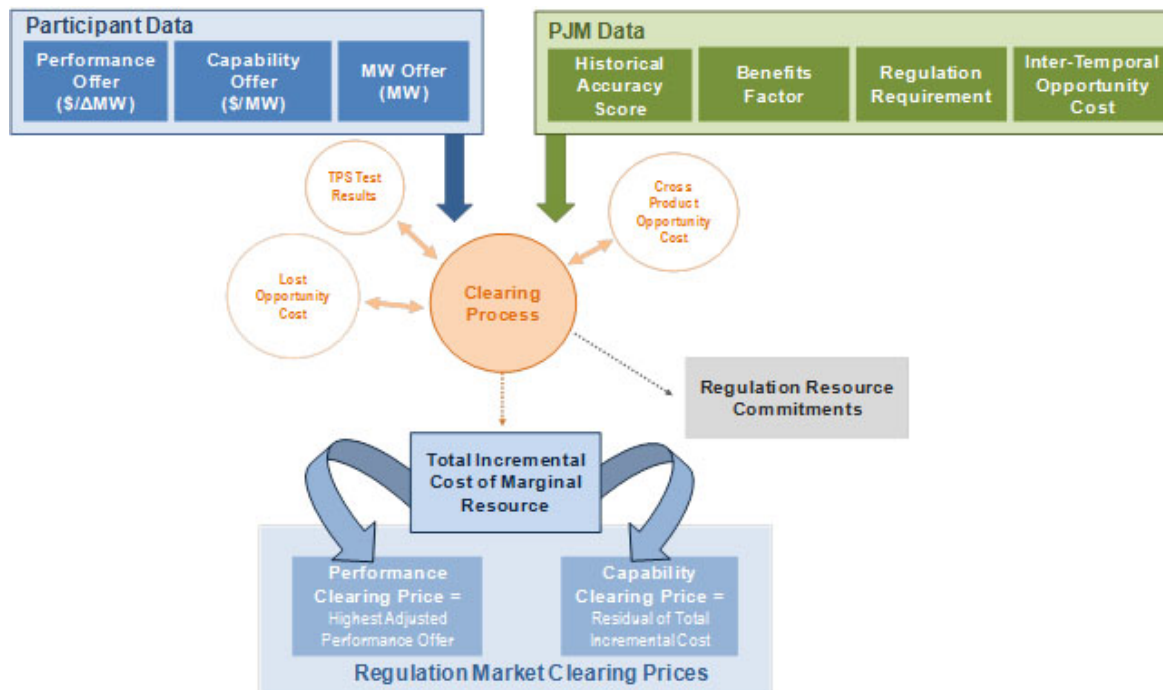 Participant Data
Performance
Offer
($/ΔMW)
Capability
Offer
($/MW)
MW Offer
(MW)
PJM Data
Historical
Accuracy
Score
Benefits
Factor
Regulation
Requirement
Inter-Temporal
Opportunity
Cost
TPS Test
Results
Cross
Product
Opportunity
Cost
Lost
Opportunity
Cost
Clearing
Process
Regulation Resource
Commitments
Total Incremental
Cost of Marginal
Resource
Performance
Clearing Price =
Highest Adjusted
Performance Offer
Capability
Clearing Price =
Residual of Total
Incremental Cost
Regulation Market Clearing Prices